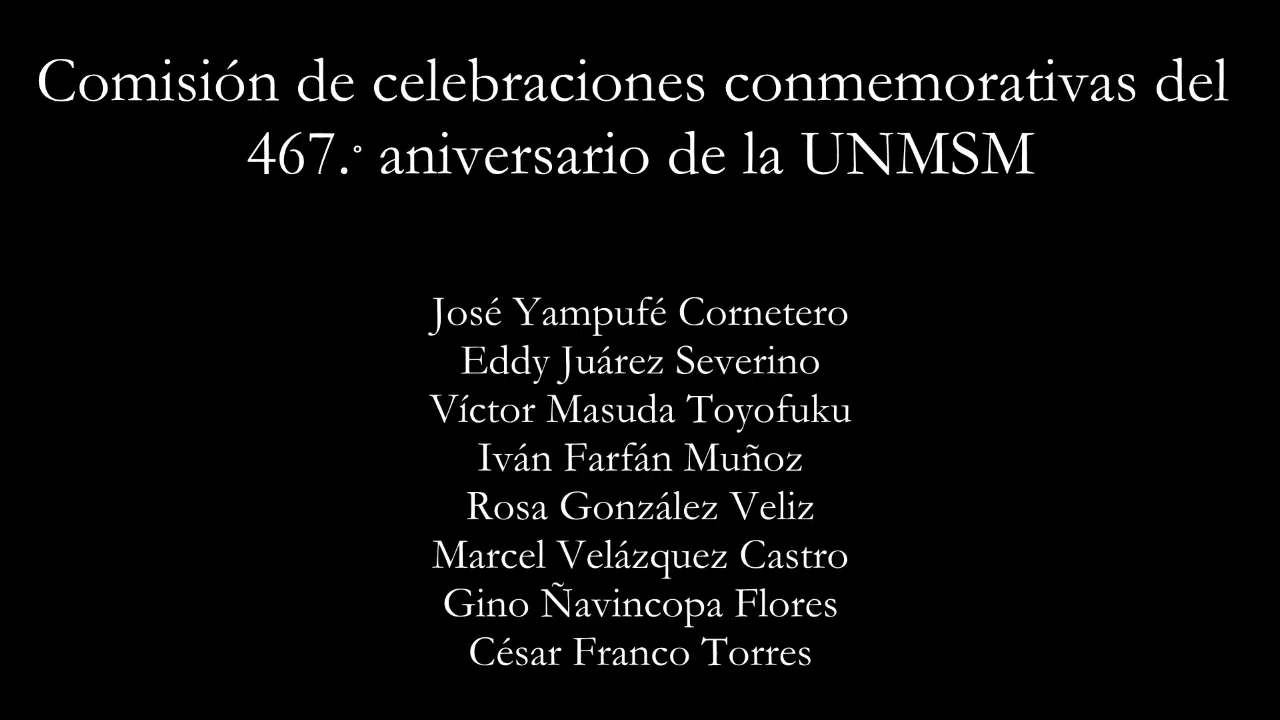 Comisión de celebraciones conmemorativas del
467.º aniversario de la UNMSM
José Yampufé Cornetero
Eddy Juárez Severino
Víctor Masuda Toyofuku
Iván Farfán Muñoz
Rosa González Veliz
Marcel Velázquez Castro
Gino Ñavincopa Flores
César Franco Torres